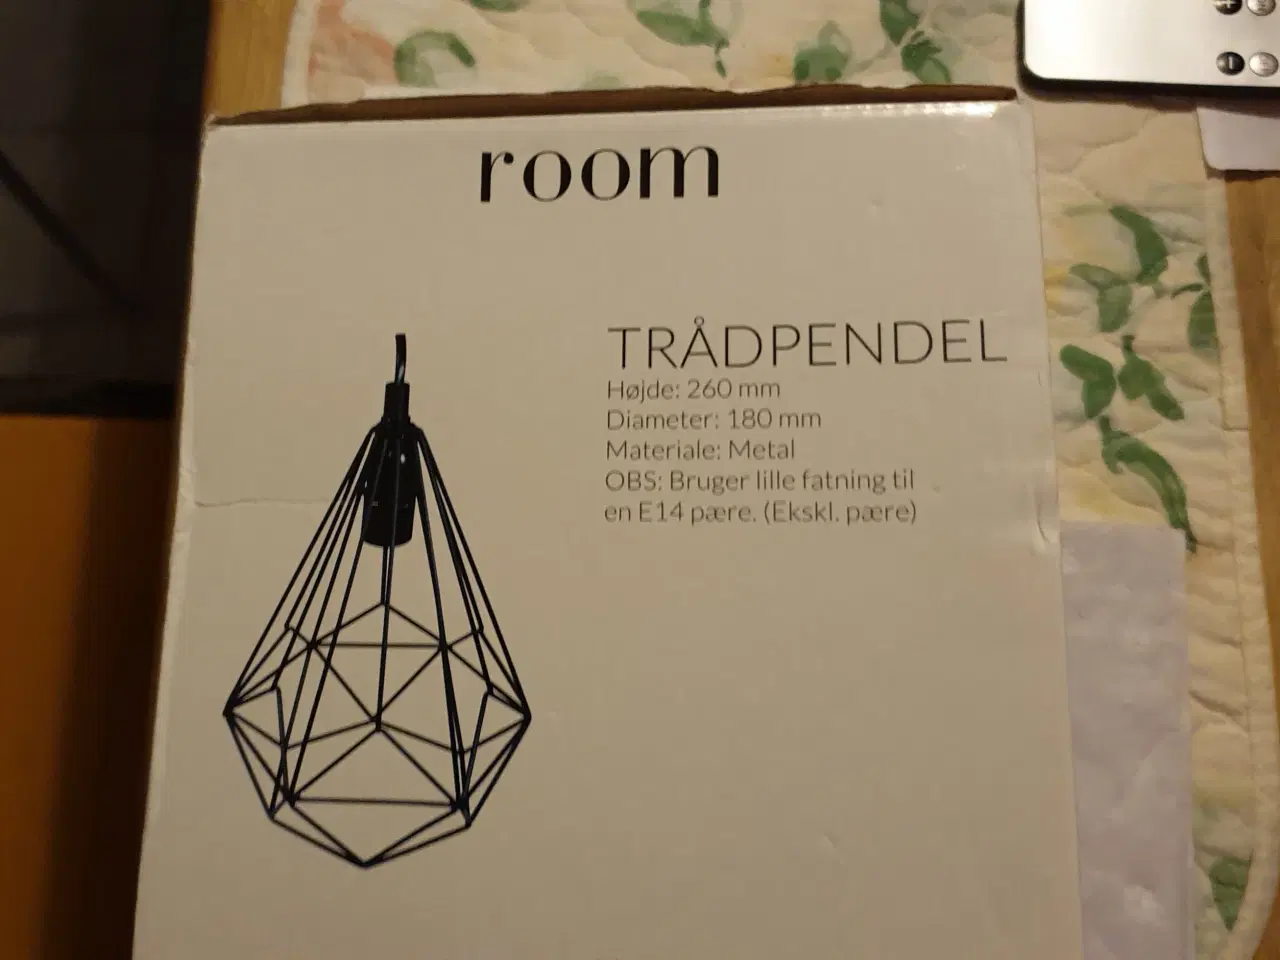 room
TRÅDPENDEL
Højde: 260 mm
Diameter: 180 mm
Materiale: Metal
OBS: Bruger lille fatning til
en E14 pære. (Ekskl. pære)